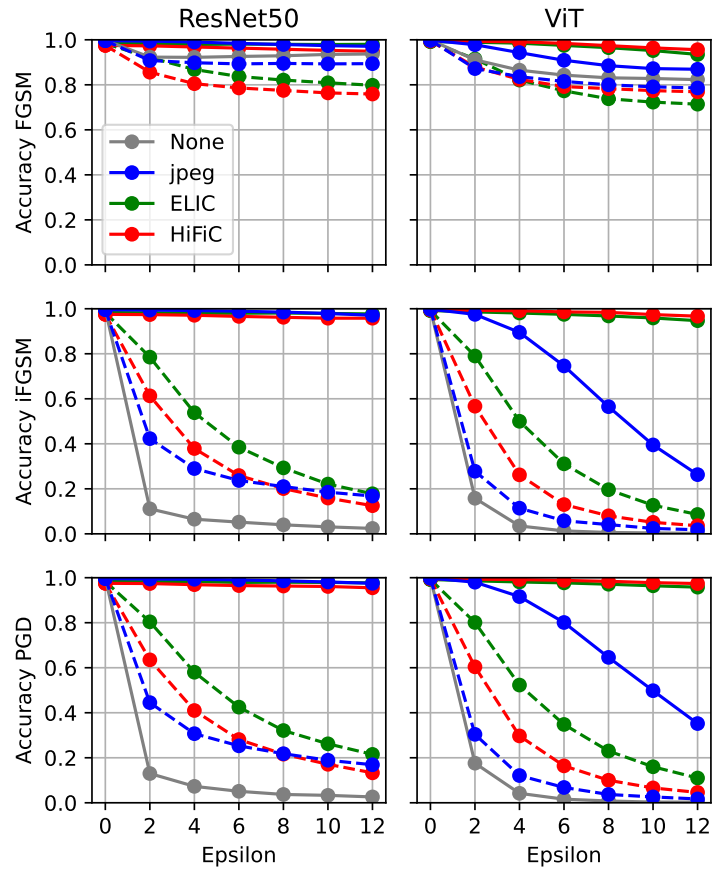 ResNet50
ViT
Accuracy FGSM
1.0
0.8
0.6
0.4
0.2
0.0
None
jpeg
ELIC
HiFiC
Accuracy iFGSM
1.0
0.8
0.6
0.4
0.2
0.0
Accuracy PGD
1.0
0.8
0.6
0.4
0.2
0.0
0 2 4 6 8 10 12
0 2 4 6 8 10 12
Epsilon
Epsilon